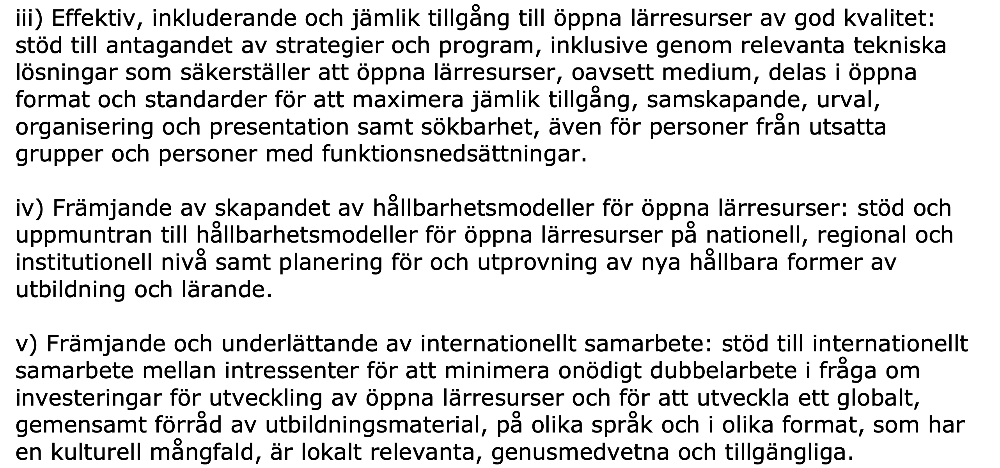 iii) Effektiv, inkluderande och jämlik tillgång till öppna lärresurser av god kvalitet:
stöd till antagandet av strategier och program, inklusive genom relevanta tekniska
lösningar som säkerställer att öppna lärresurser, oavsett medium, delas i öppna
format och standarder för att maximera jämlik tillgång, samskapande, urval,
organisering och presentation samt sökbarhet, även för personer från utsatta
grupper och personer med funktionsnedsättningar.
iv) Främjande av skapandet av hållbarhetsmodeller för öppna lärresurser: stöd och
uppmuntran till hållbarhetsmodeller för öppna lärresurser på nationell, regional och
institutionell nivå samt planering för och utprovning av nya hållbara former av
utbildning och lärande.
v) Främjande och underlättande av internationellt samarbete: stöd till internationellt
samarbete mellan intressenter för att minimera onödigt dubbelarbete i fråga om
investeringar för utveckling av öppna lärresurser och för att utveckla ett globalt,
gemensamt förråd av utbildningsmaterial, på olika språk och i olika format, som har
en kulturell mångfald, är lokalt relevanta, genusmedvetna och tillgängliga.